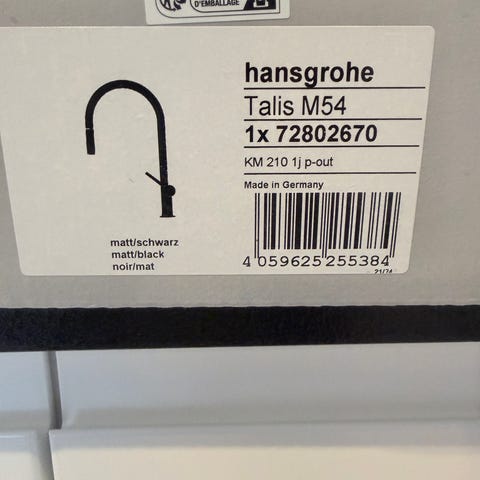 D'EMBALLAGE
hansgrohe
Talis M54
1x 72802670
KM 210 1j p-out
Made in Germany
matt/schwarz
matt/black
noir/mat
4 059625 255384
21/74